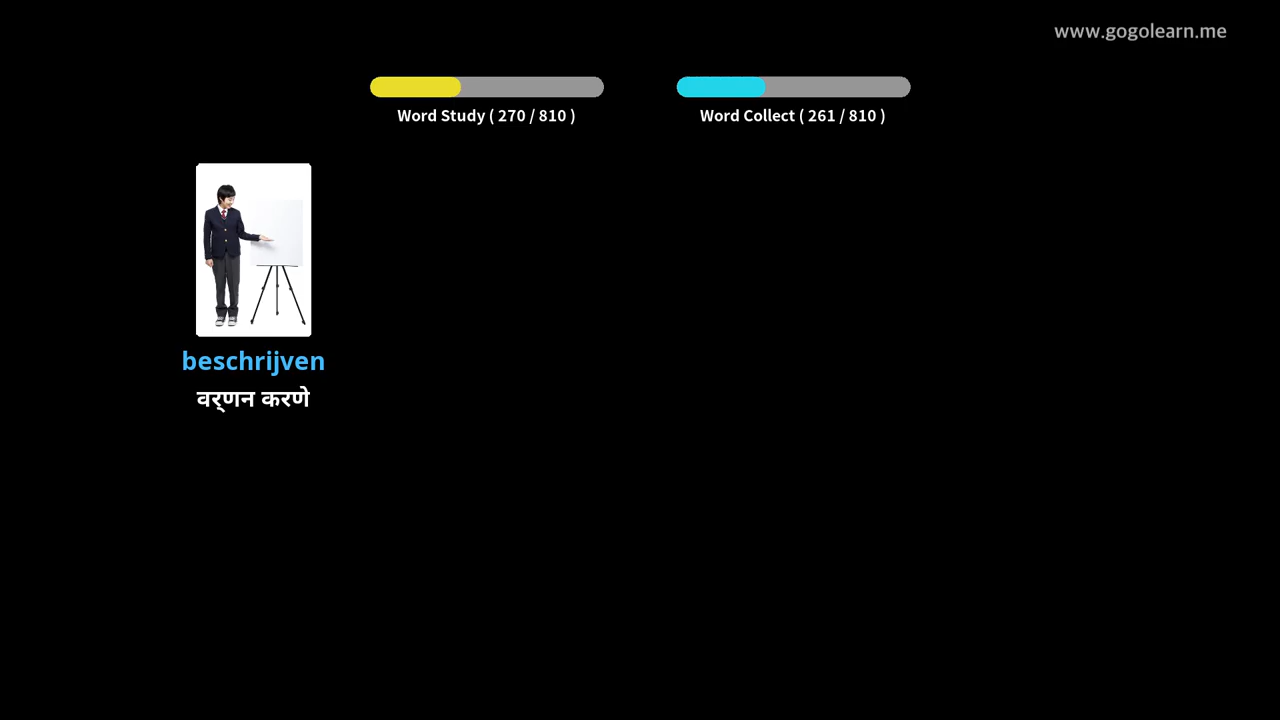 www.gogolearn.me
Word Study ( 270 / 810 )
Word Collect ( 261 / 810 )
beschrijven
वर्णन करणे